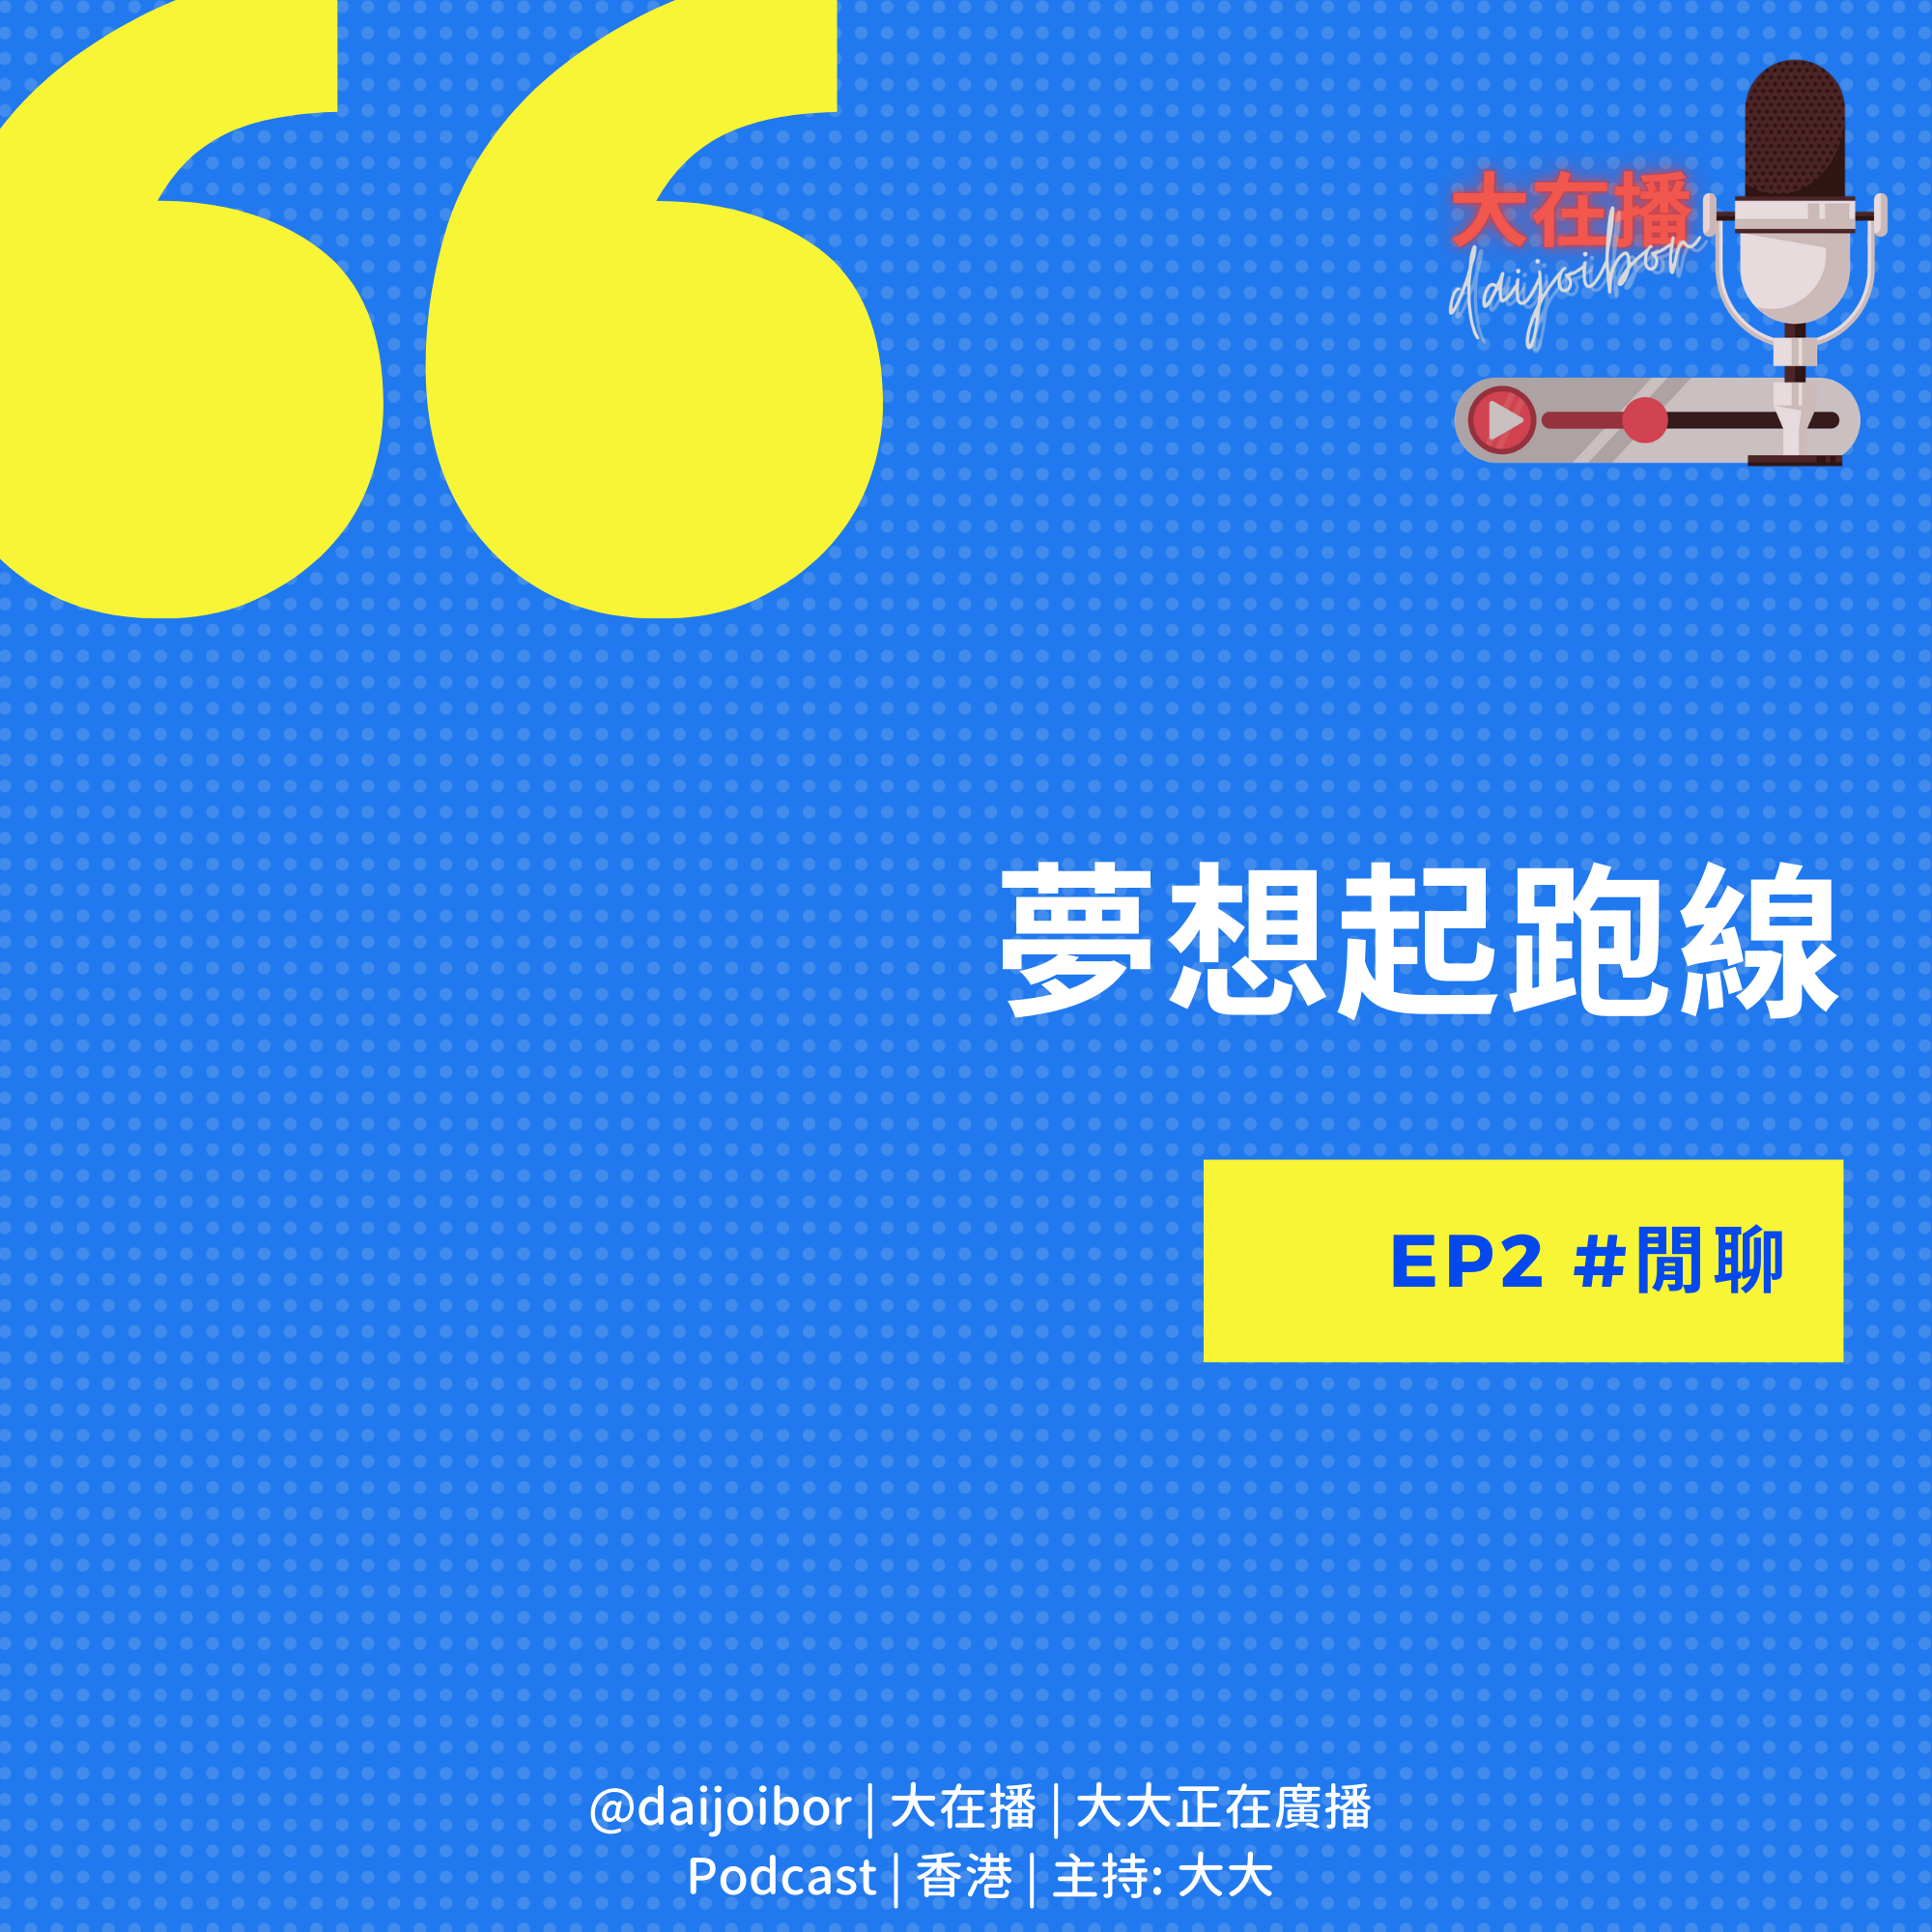 大在播
daijoibor
夢想起跑線
EP2 #閒聊
@daijoibor | 大在播 | 大大正在廣播
Podcast | 香港 | 主持: 大大